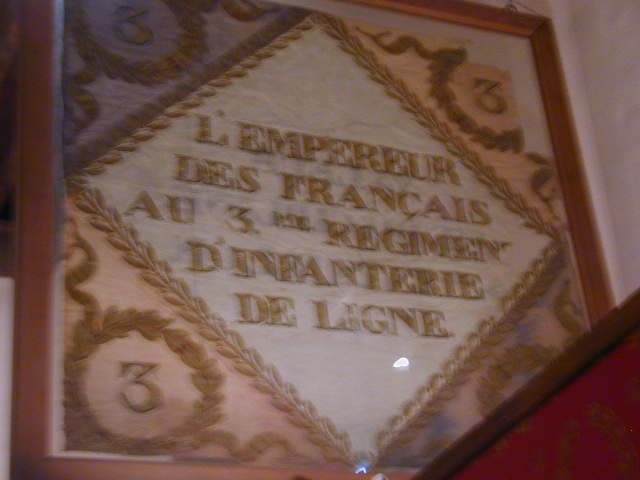 3
3
L'EMPEREUR
DES FRANÇAIS
AU 3.ME REGIMENT
D'INFANTERIE
DE LIGNE
3